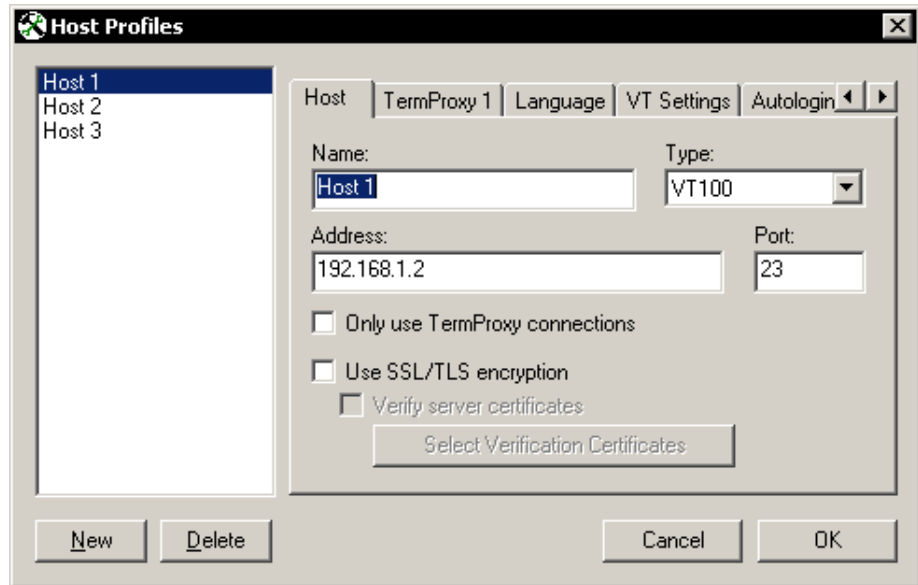 Host Profiles
Host 1
Host 2
Host 3
Host TermProxy 1 Language VT Settings Autologin
Name: Type:
Host 1 VT100
Address: Port:
192.168.1.2 23
Only use TermProxy connections
Use SSL/TLS encryption
Verify server certificates
Select Verification Certificates
New Delete Cancel OK